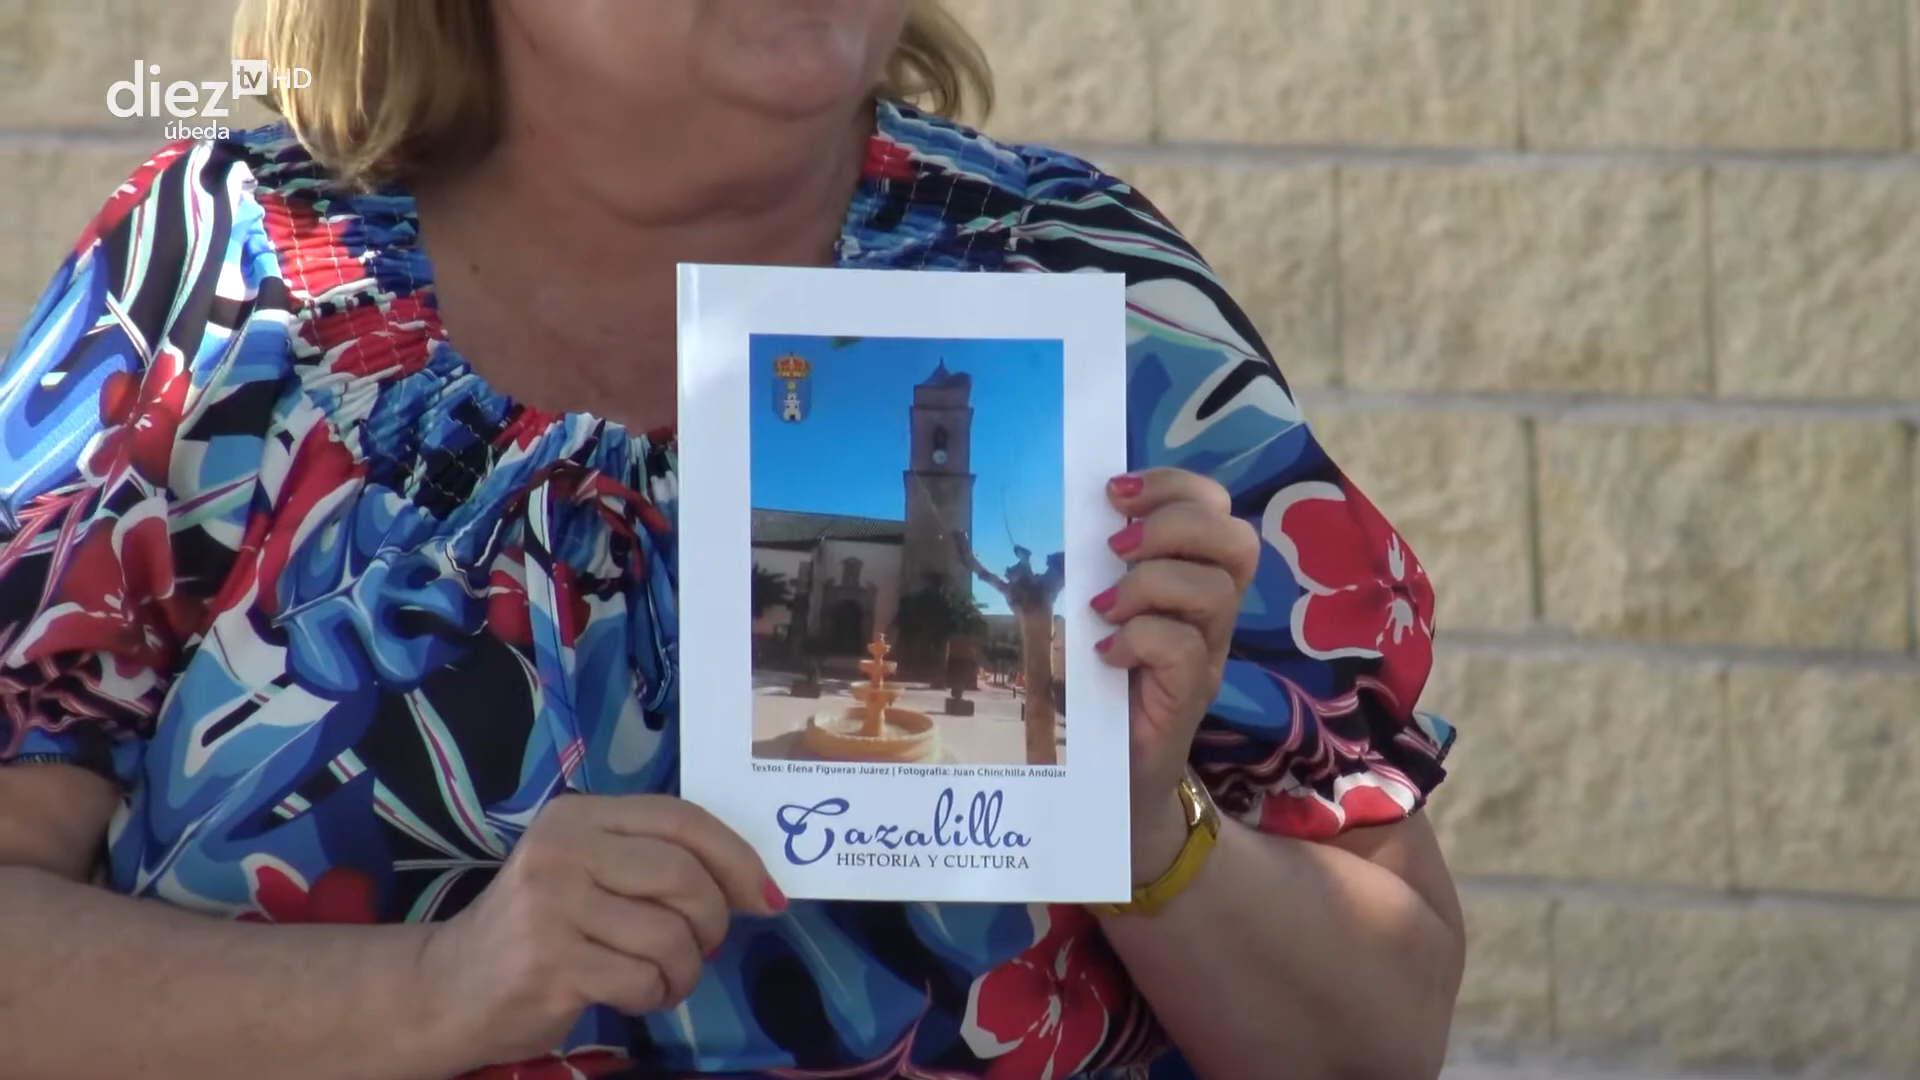 diez tv HD
úbeda
Textos: Elena Figueras Juárez | Fotografía: Juan Chinchilla Andújar
Cazalilla
HISTORIA Y CULTURA